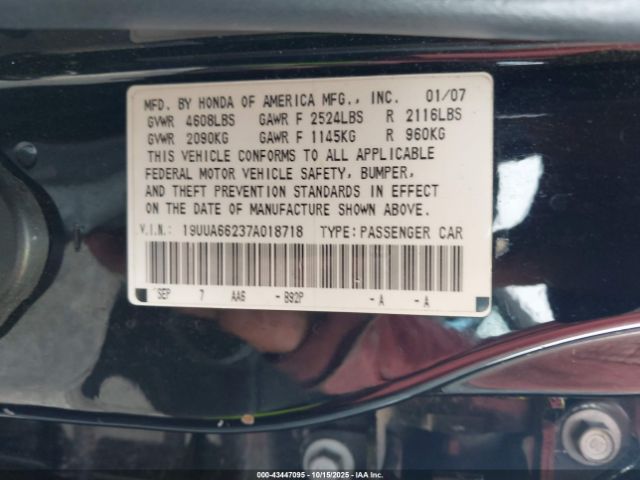 MFD. BY HONDA OF AMERICA MFG., INC. 01/07
GVWR 4608LBS GAWR F 2524LBS R 2116LBS
GVWR 2090KG GAWR F 1145KG R 960KG
THIS VEHICLE CONFORMS TO ALL APPLICABLE
FEDERAL MOTOR VEHICLE SAFETY, BUMPER,
AND THEFT PREVENTION STANDARDS IN EFFECT
ON THE DATE OF MANUFACTURE SHOWN ABOVE.
V.I.N.: 19UUA66237A018718 TYPE: PASSENGER CAR
SEP 7 AA6 - B92P - A - A
000-43447095 - 10/15/2025 - IAA Inc.